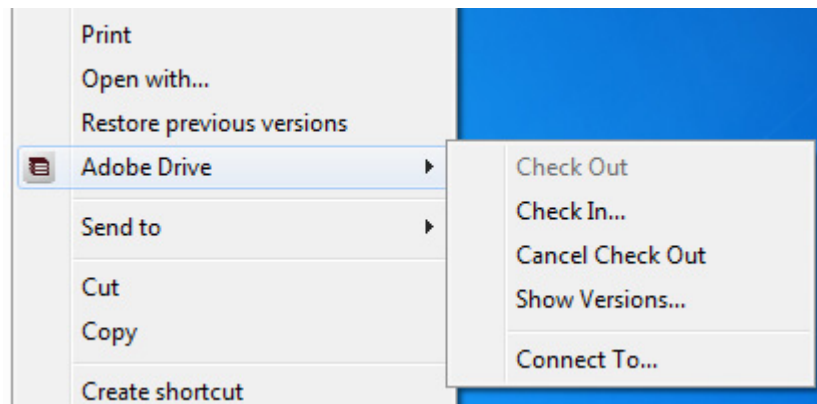 Print
Open with...
Restore previous versions
Adobe Drive
Send to
Cut
Copy
Create shortcut
Check Out
Check In...
Cancel Check Out
Show Versions...
Connect To...